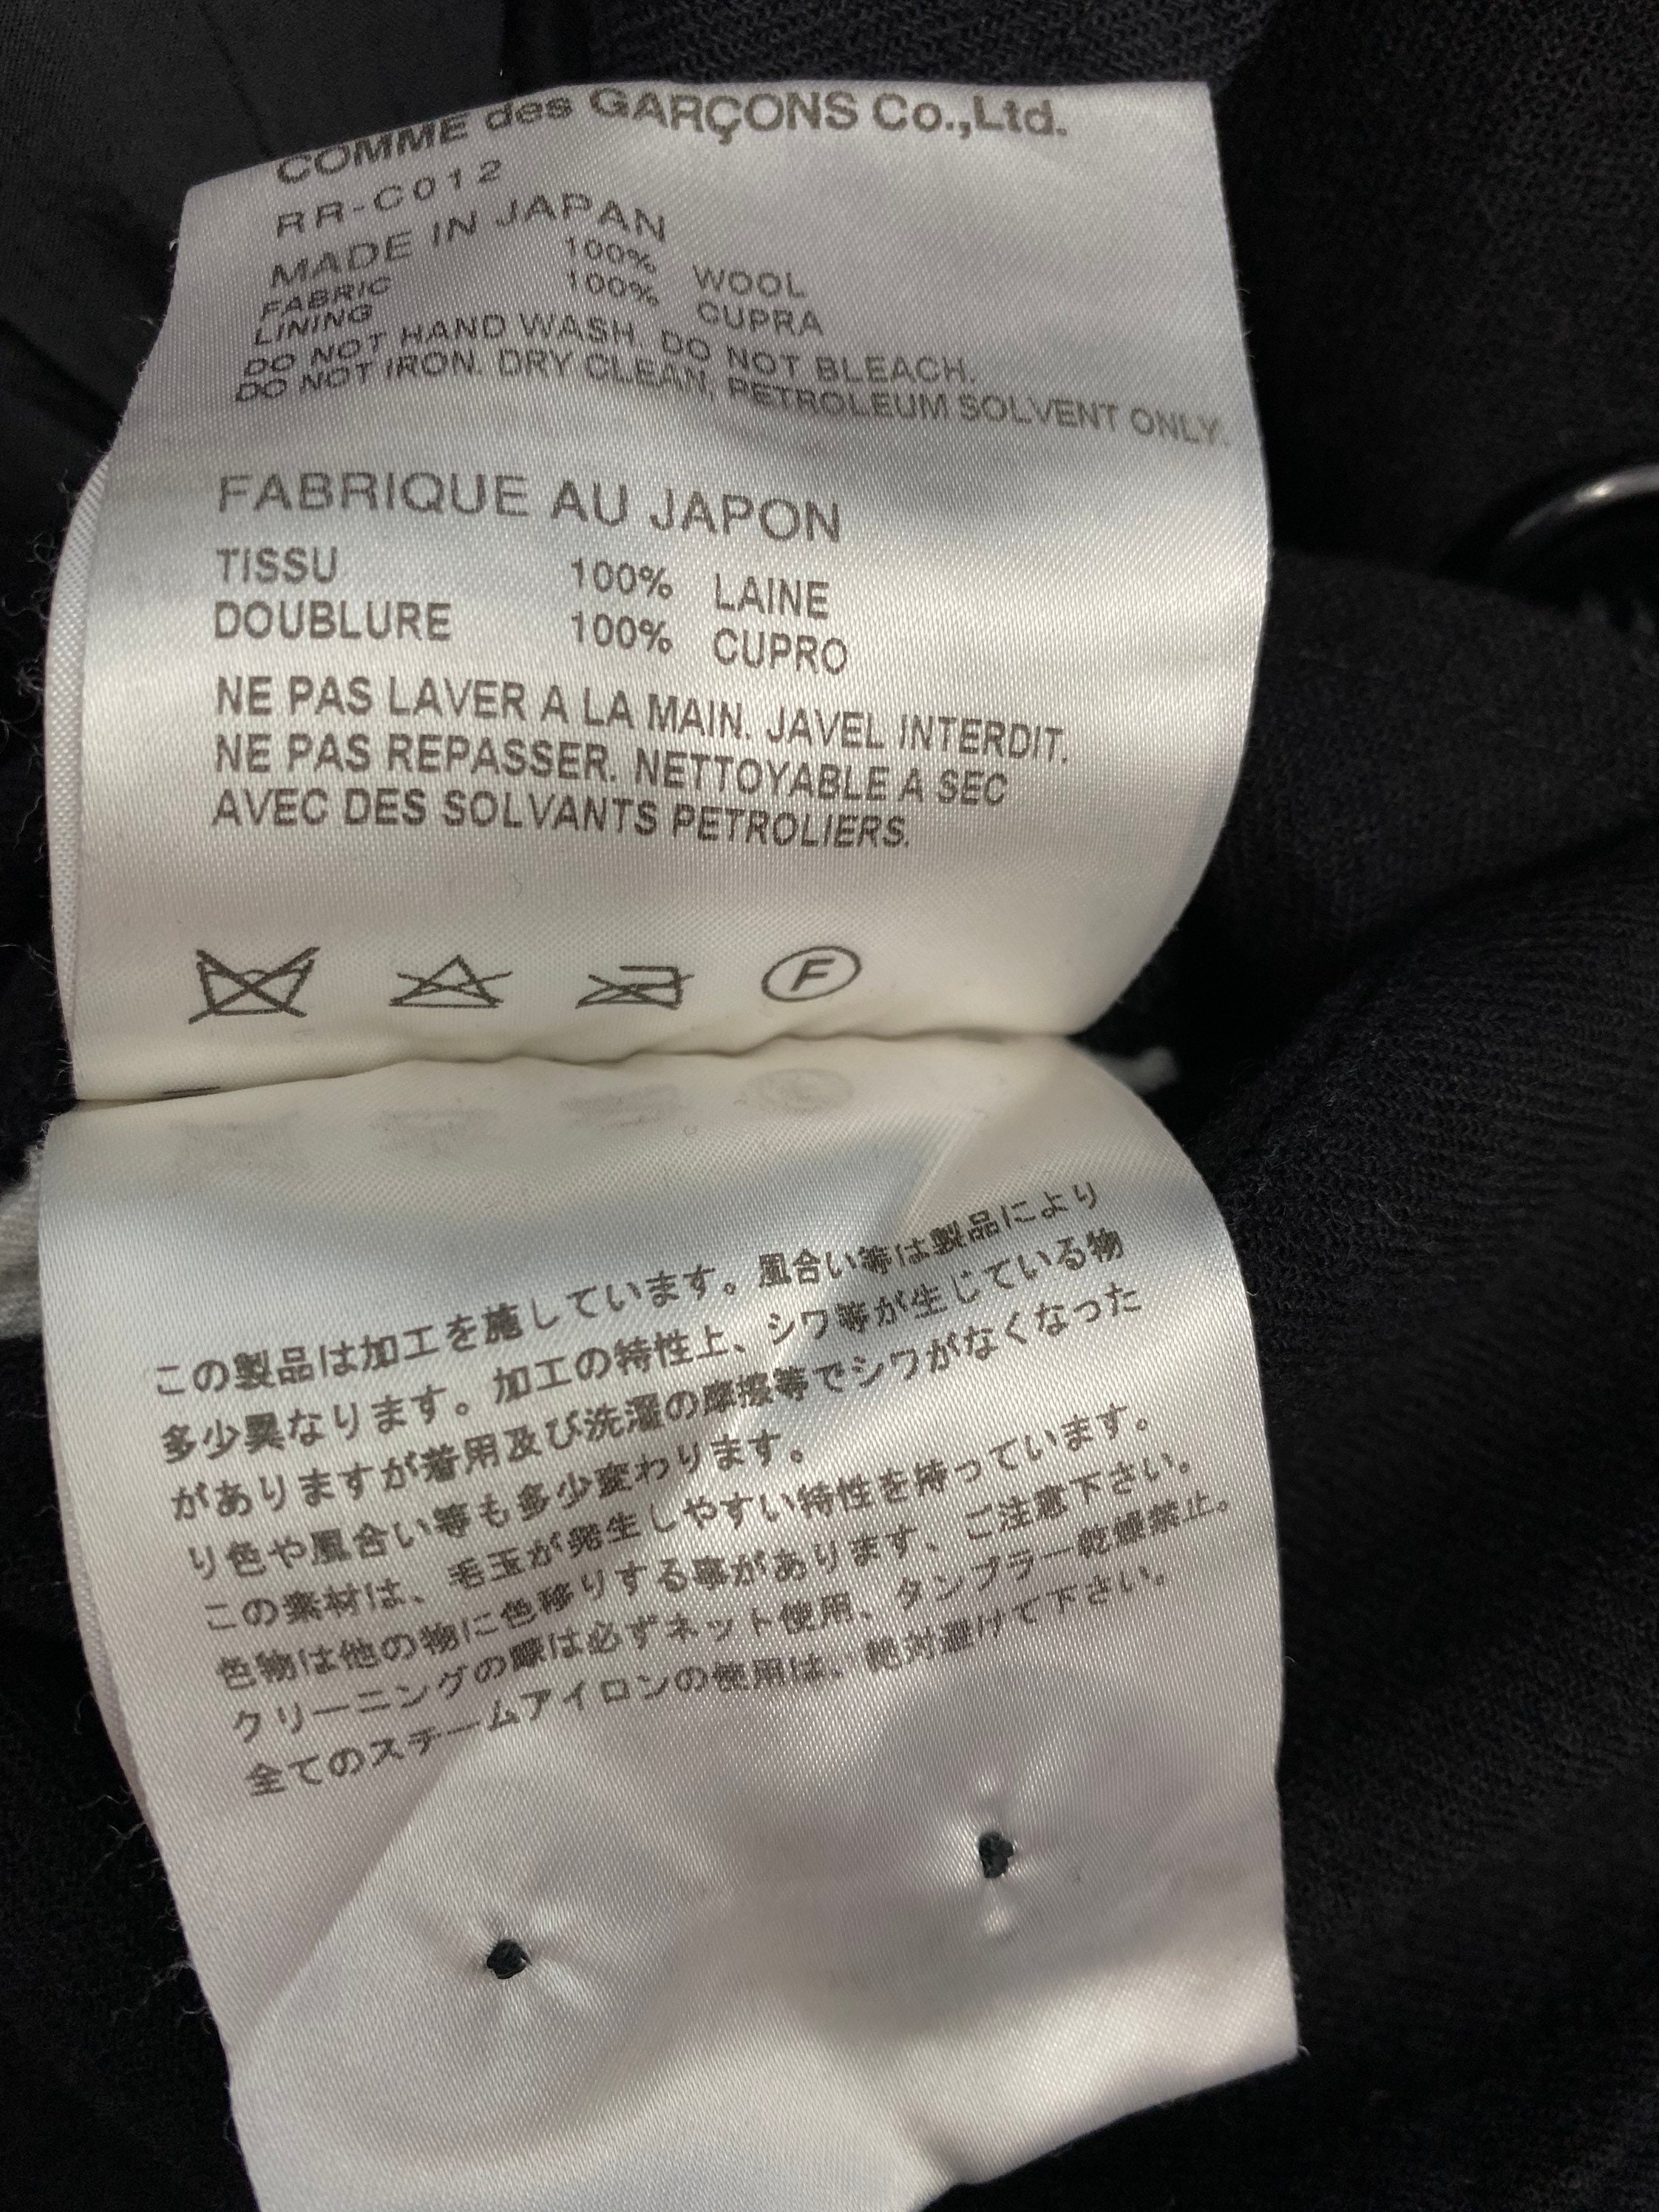 COMME des GARÇONS Co.,Ltd.
RR-C012
MADE IN JAPAN
FABRIC 100% WOOL
LINING 100% CUPRA
DO NOT HAND WASH. DO NOT BLEACH.
DO NOT IRON. DRY CLEAN, PETROLEUM SOLVENT ONLY.
FABRIQUE AU JAPON
TISSU 100% LAINE
DOUBLURE 100% CUPRO
NE PAS LAVER A LA MAIN. JAVEL INTERDIT.
NE PAS REPASSER. NETTOYABLE A SEC
AVEC DES SOLVANTS PETROLIERS.
F
この製品は加工を施しています。風合い等は製品により
多少異なります。加工の特性上、シワ等が生じている物
がありますが着用及び洗濯の摩擦等でシワがなくなった
り色や風合い等も多少変わります。
この素材は、毛玉が発生しやすい特性を持っています。
色物は他の物に色移りする事があります、ご注意下さい。
クリーニングの際は必ずネット使用、タンブラー乾燥禁止。
全てのスチームアイロンの使用は、絶対避けて下さい。